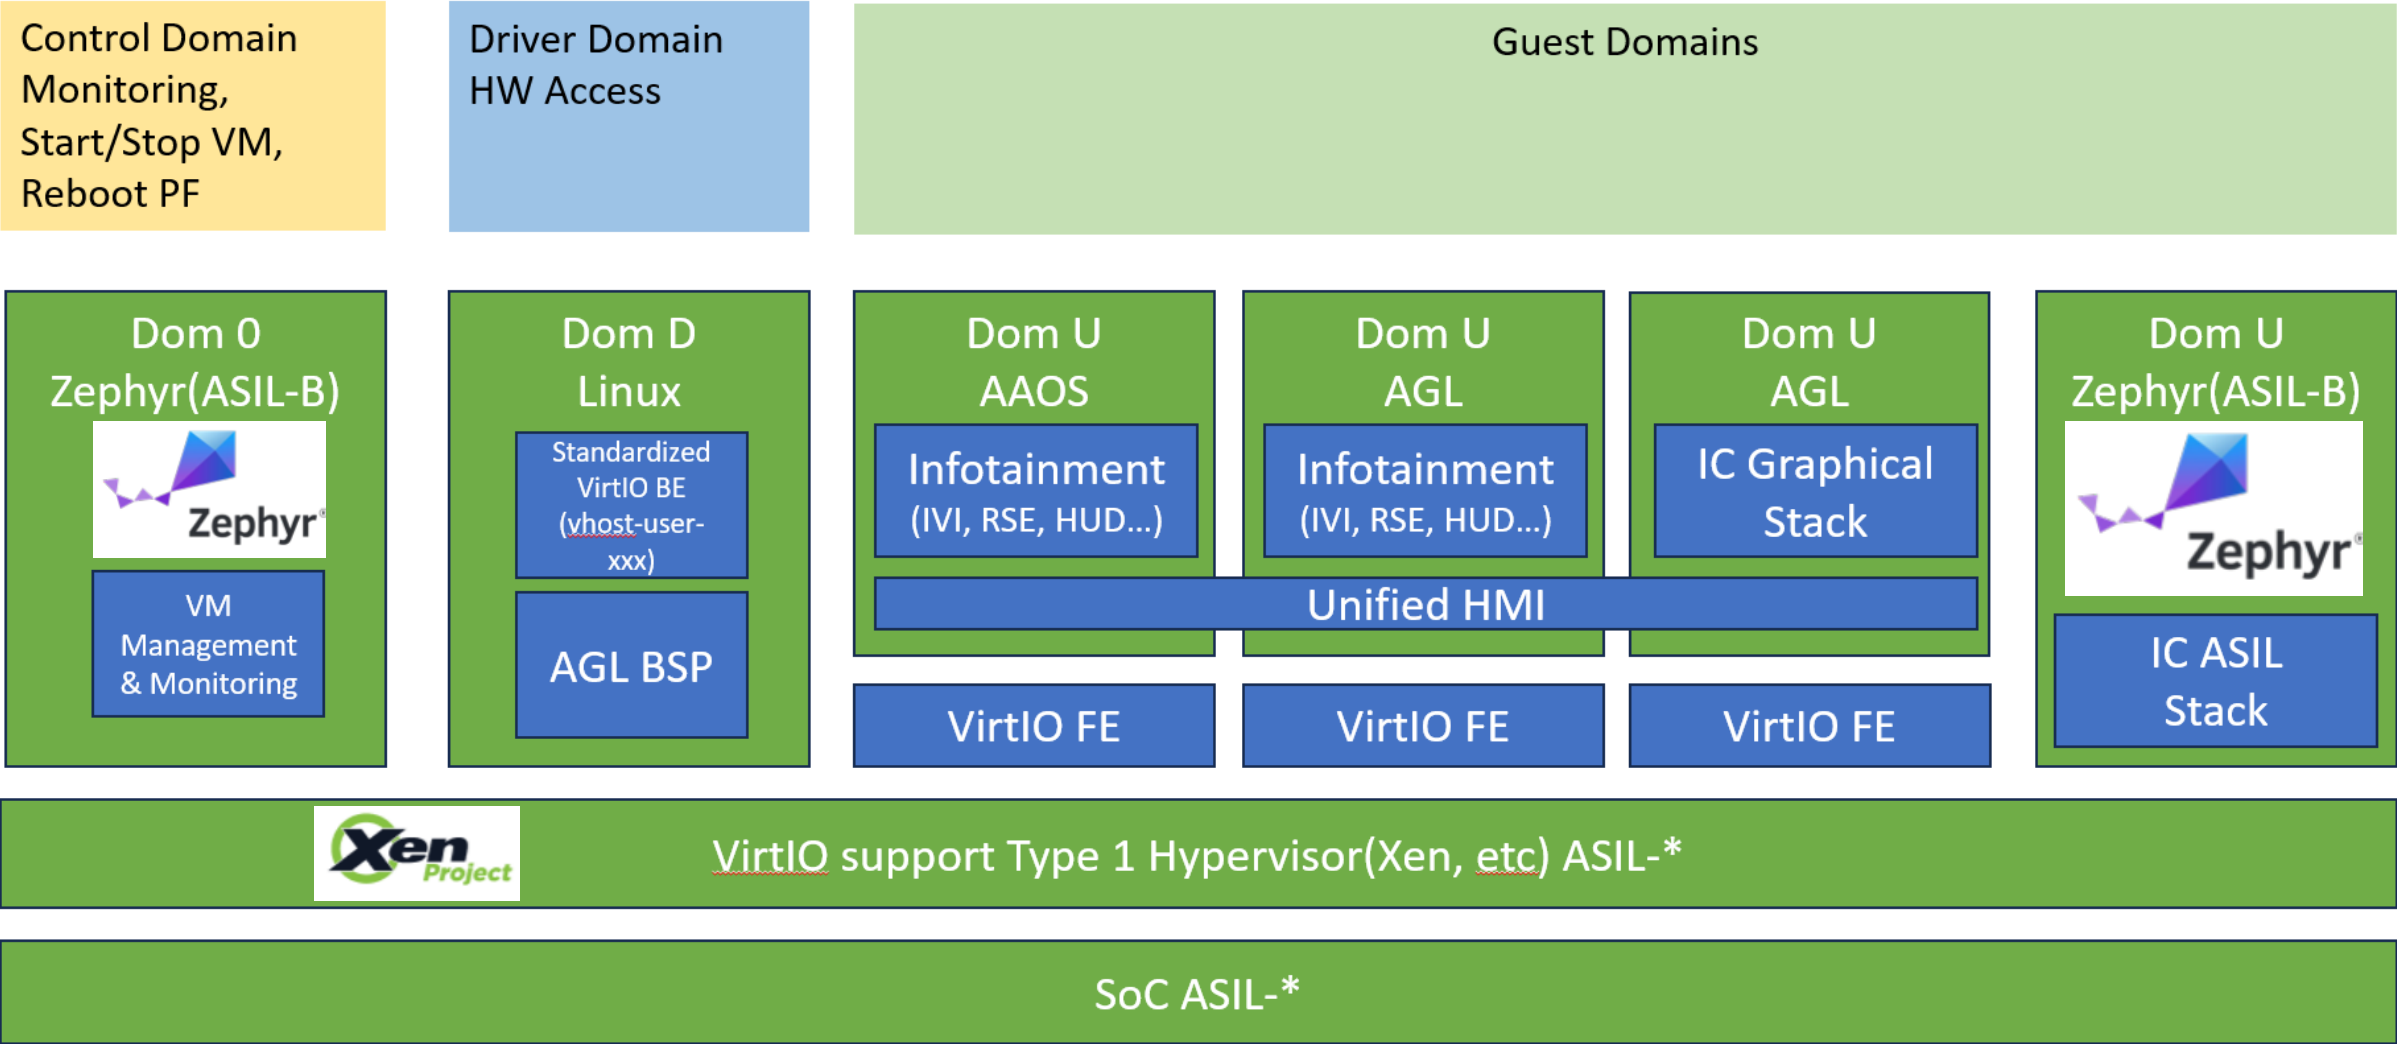 Control Domain
Monitoring,
Start/Stop VM,
Reboot PF
Driver Domain
HW Access
Guest Domains
Dom 0
Zephyr(ASIL-B)
Zephyr®
VM
Management
& Monitoring
Dom D
Linux
Standardized
VirtIO BE
(vhost-user-
xxx)
AGL BSP
Dom U
AAOS
Infotainment
(IVI, RSE, HUD...)
Dom U
AGL
Infotainment
(IVI, RSE, HUD...)
Dom U
AGL
IC Graphical
Stack
Unified HMI
VirtIO FE
VirtIO FE
VirtIO FE
Dom U
Zephyr(ASIL-B)
Zephyr®
IC ASIL
Stack
Xen
Project
VirtIO support Type 1 Hypervisor(Xen, etc) ASIL-*
SoC ASIL-*